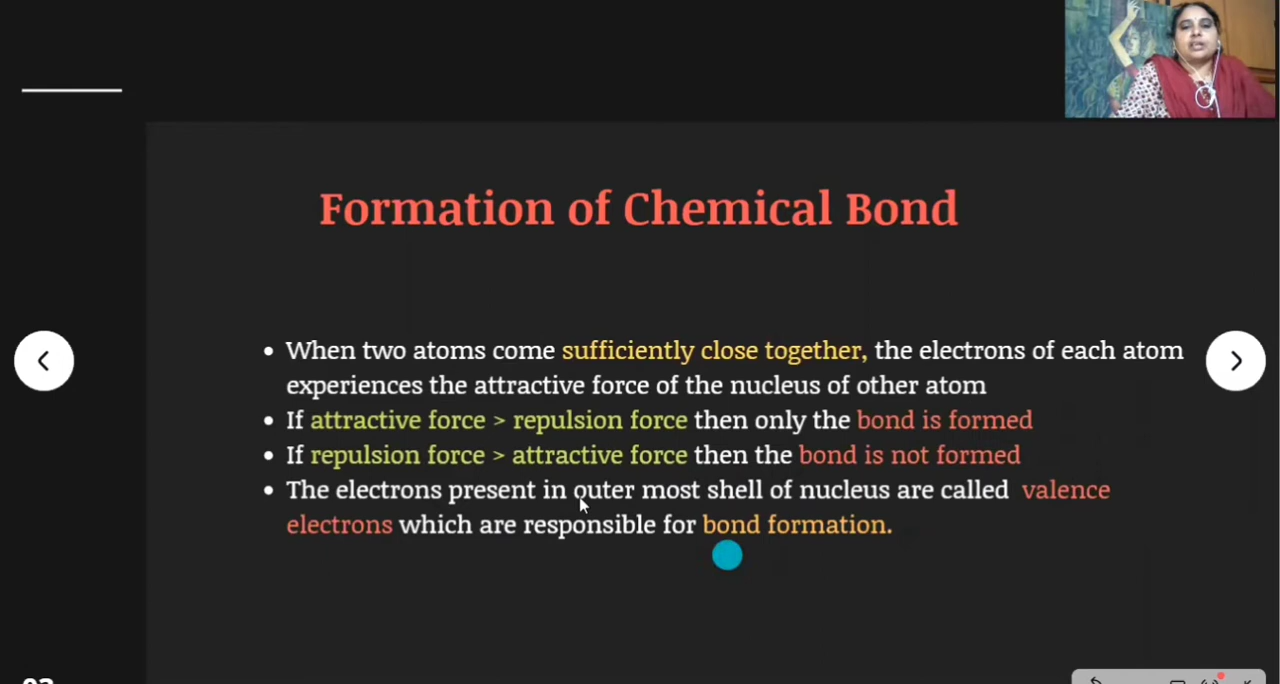 Formation of Chemical Bond
• When two atoms come sufficiently close together, the electrons of each atom
experiences the attractive force of the nucleus of other atom
• If attractive force > repulsion force then only the bond is formed
• If repulsion force > attractive force then the bond is not formed
• The electrons present in outer most shell of nucleus are called valence
electrons which are responsible for bond formation.